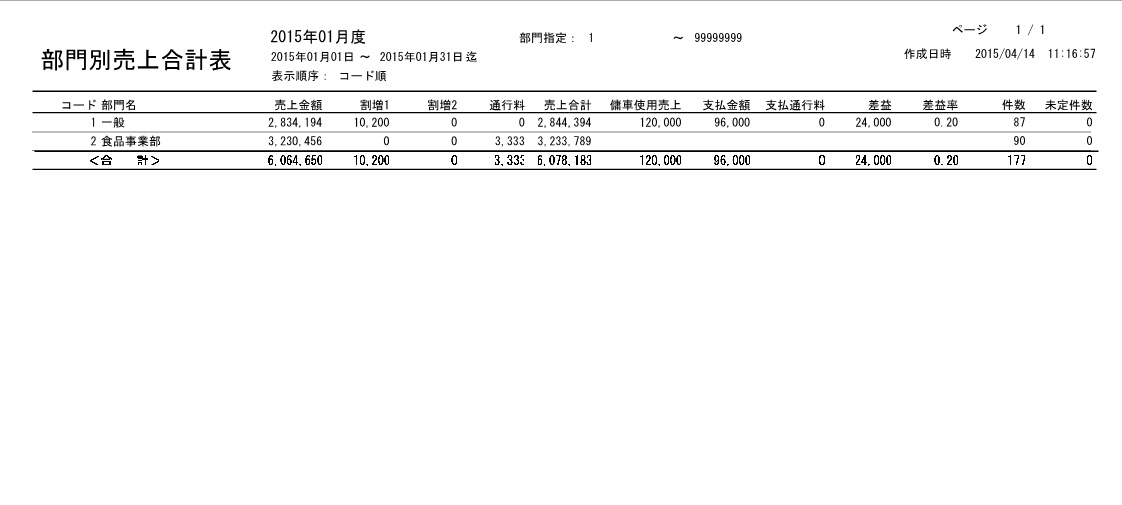 部門別売上合計表
2015年01月度
2015年01月01日 ～ 2015年01月31日 迄
表示順序： コード順
部門指定： 1 ～ 99999999
ページ 1 / 1
作成日時 2015/04/14 11:16:57
コード 部門名 売上金額 割増1 割増2 通行料 売上合計 傭車使用売上 支払金額 支払通行料 差益 差益率 件数 未定件数
1 一般 2,834,194 10,200 0 0 2,844,394 120,000 96,000 0 24,000 0.20 87 0
2 食品事業部 3,230,456 0 0 3,333 3,233,789 90 0
＜合 計＞ 6,064,650 10,200 0 3,333 6,078,183 120,000 96,000 0 24,000 0.20 177 0